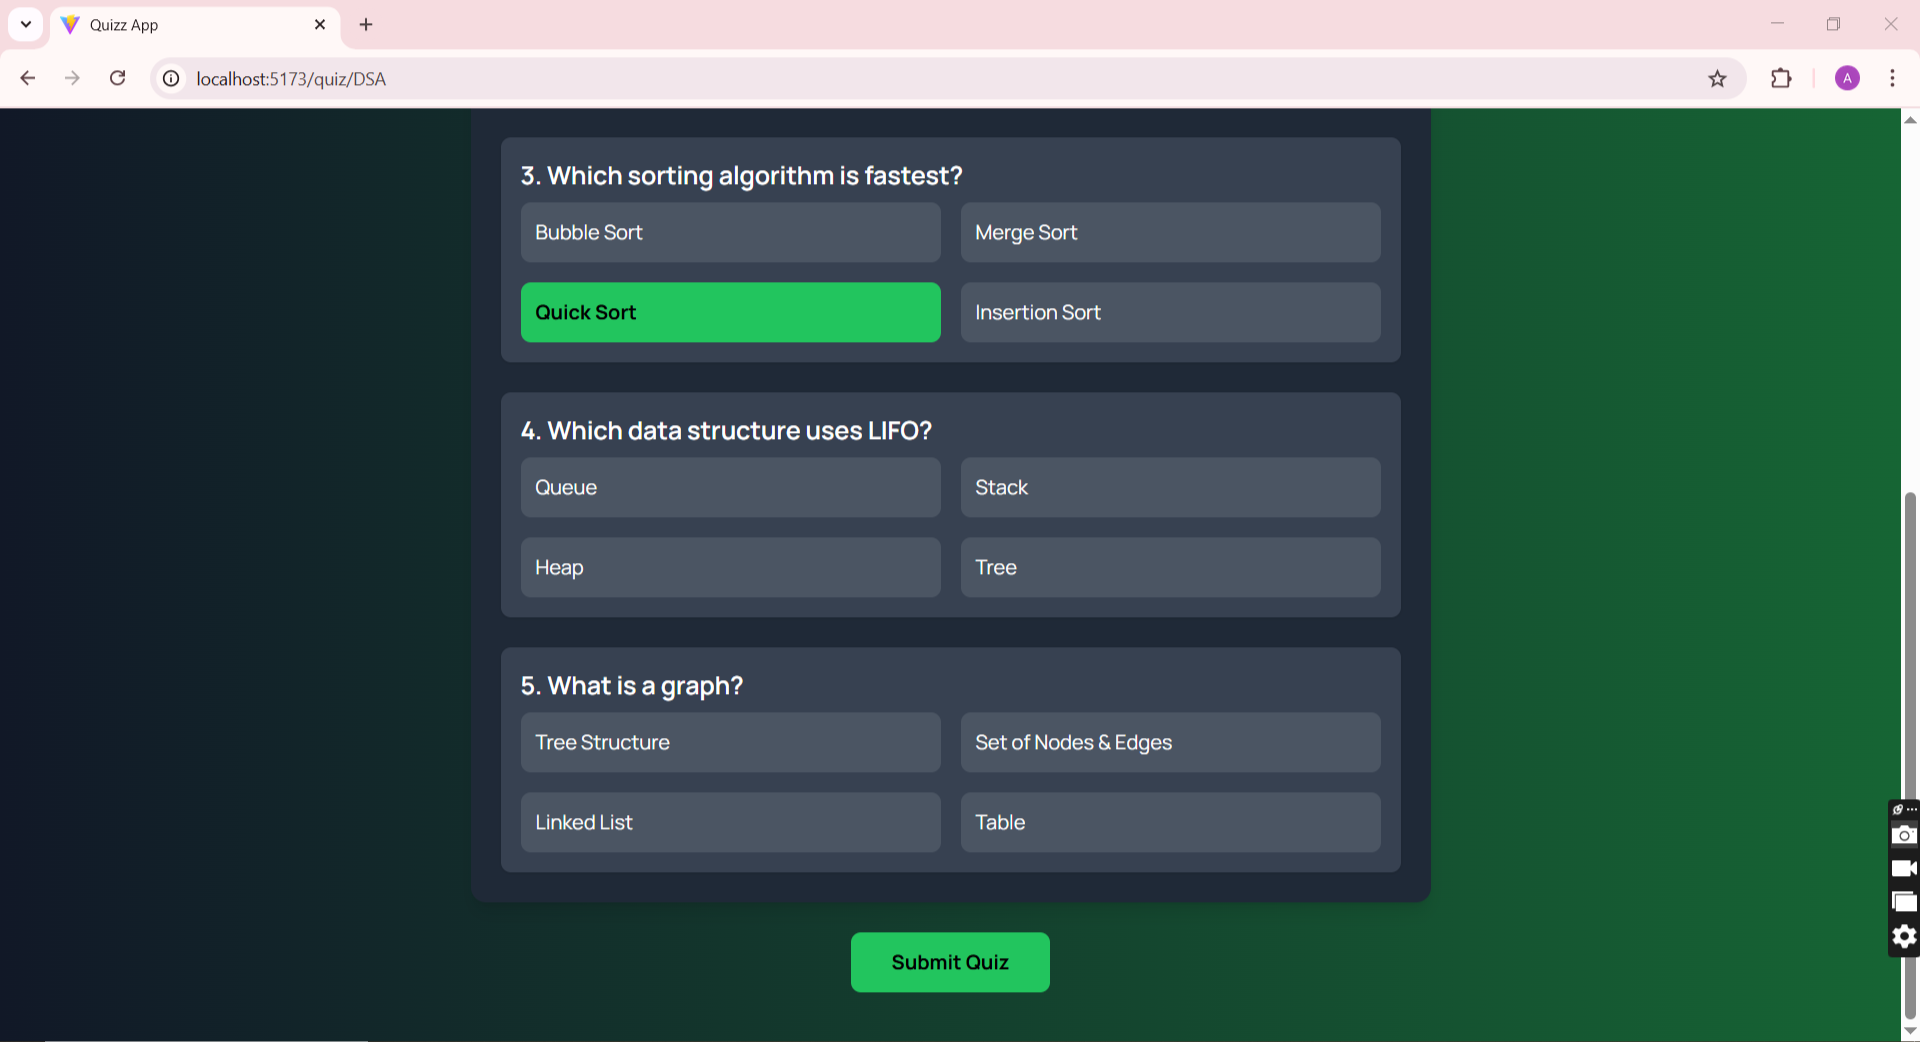 Quizz App
localhost:5173/quiz/DSA
A
3. Which sorting algorithm is fastest?
Bubble Sort
Merge Sort
Quick Sort
Insertion Sort
4. Which data structure uses LIFO?
Queue
Stack
Heap
Tree
5. What is a graph?
Tree Structure
Set of Nodes & Edges
Linked List
Table
Submit Quiz